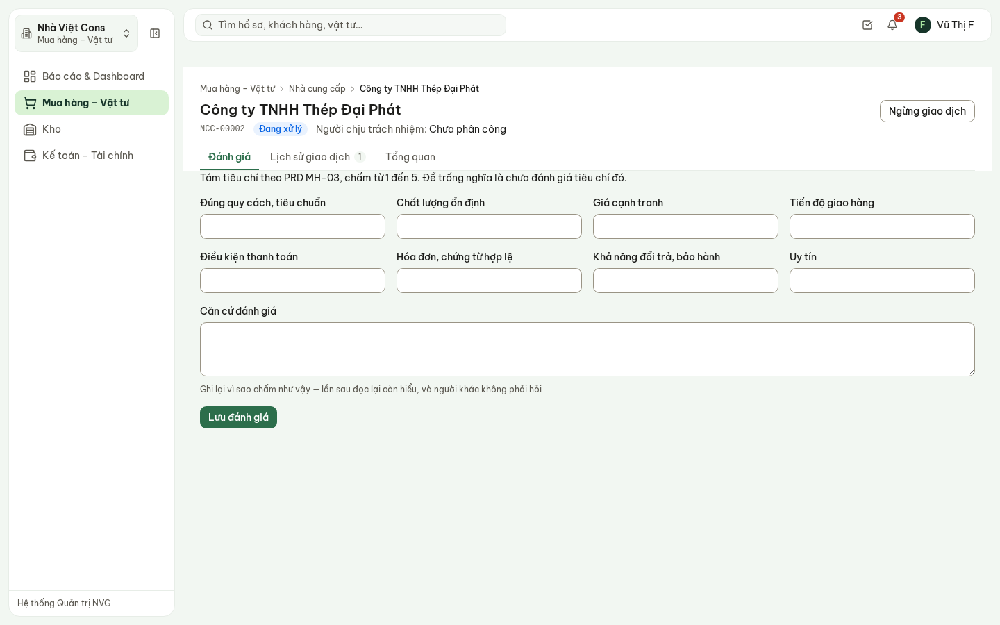 Nhà Việt Cons
Mua hàng – Vật tư
Tìm hồ sơ, khách hàng, vật tư...
3
F
Vũ Thị F
Báo cáo & Dashboard
Mua hàng – Vật tư
Kho
Kế toán – Tài chính
Mua hàng – Vật tư > Nhà cung cấp > Công ty TNHH Thép Đại Phát
Công ty TNHH Thép Đại Phát
Ngừng giao dịch
NCC-00002 Đang xử lý Người chịu trách nhiệm: Chưa phân công
Đánh giá Lịch sử giao dịch 1 Tổng quan
Tám tiêu chí theo PRD MH-03, chấm từ 1 đến 5. Để trống nghĩa là chưa đánh giá tiêu chí đó.
Đúng quy cách, tiêu chuẩn Chất lượng ổn định Giá cạnh tranh Tiến độ giao hàng
Điều kiện thanh toán Hóa đơn, chứng từ hợp lệ Khả năng đổi trả, bảo hành Uy tín
Căn cứ đánh giá
Ghi lại vì sao chấm như vậy — lần sau đọc lại còn hiểu, và người khác không phải hỏi.
Lưu đánh giá
Hệ thống Quản trị NVG